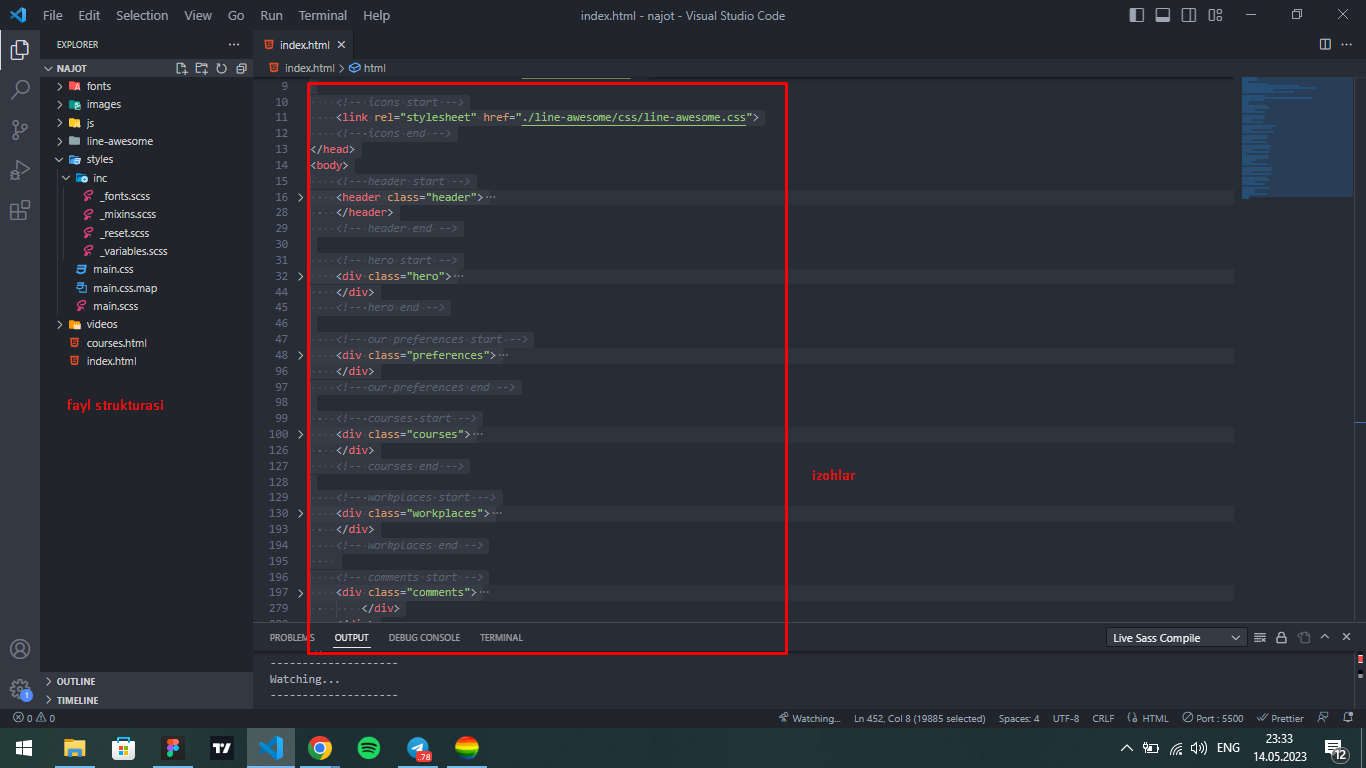 File Edit Selection View Go Run Terminal Help
index.html - najot - Visual Studio Code
EXPLORER
NAJOT
fonts
images
js
line-awesome
styles
inc
_fonts.scss
_mixins.scss
_reset.scss
_variables.scss
main.css
main.css.map
main.scss
videos
courses.html
index.html
fayl strukturasi
OUTLINE
TIMELINE
index.html
index.html > html
9
10 <!-- icons start -->
11 <link rel="stylesheet" href="./line-awesome/css/line-awesome.css">
12 <!-- icons end -->
13 </head>
14 <body>
15 <!-- header start -->
16 <header class="header">
28 </header>
29 <!-- header end -->
30
31 <!-- hero start -->
32 <div class="hero">
44 </div>
45 <!-- hero end -->
46
47 <!-- our preferences start -->
48 <div class="preferences">
96 </div>
97 <!-- our preferences end -->
98
99 <!-- courses start -->
100 <div class="courses">
126 </div>
127 <!-- courses end -->
128
129 <!-- workplaces start -->
130 <div class="workplaces">
193 </div>
194 <!-- workplaces end -->
195
196 <!-- comments start -->
197 <div class="comments">
279 </div>
izohlar
PROBLEMS OUTPUT DEBUG CONSOLE TERMINAL
Live Sass Compile
--------------------
Watching...
--------------------
0 0
Watching... Ln 452, Col 8 (19885 selected) Spaces: 4 UTF-8 CRLF HTML Port : 5500 Prettier
1
.78
ENG
23:33
14.05.2023
12